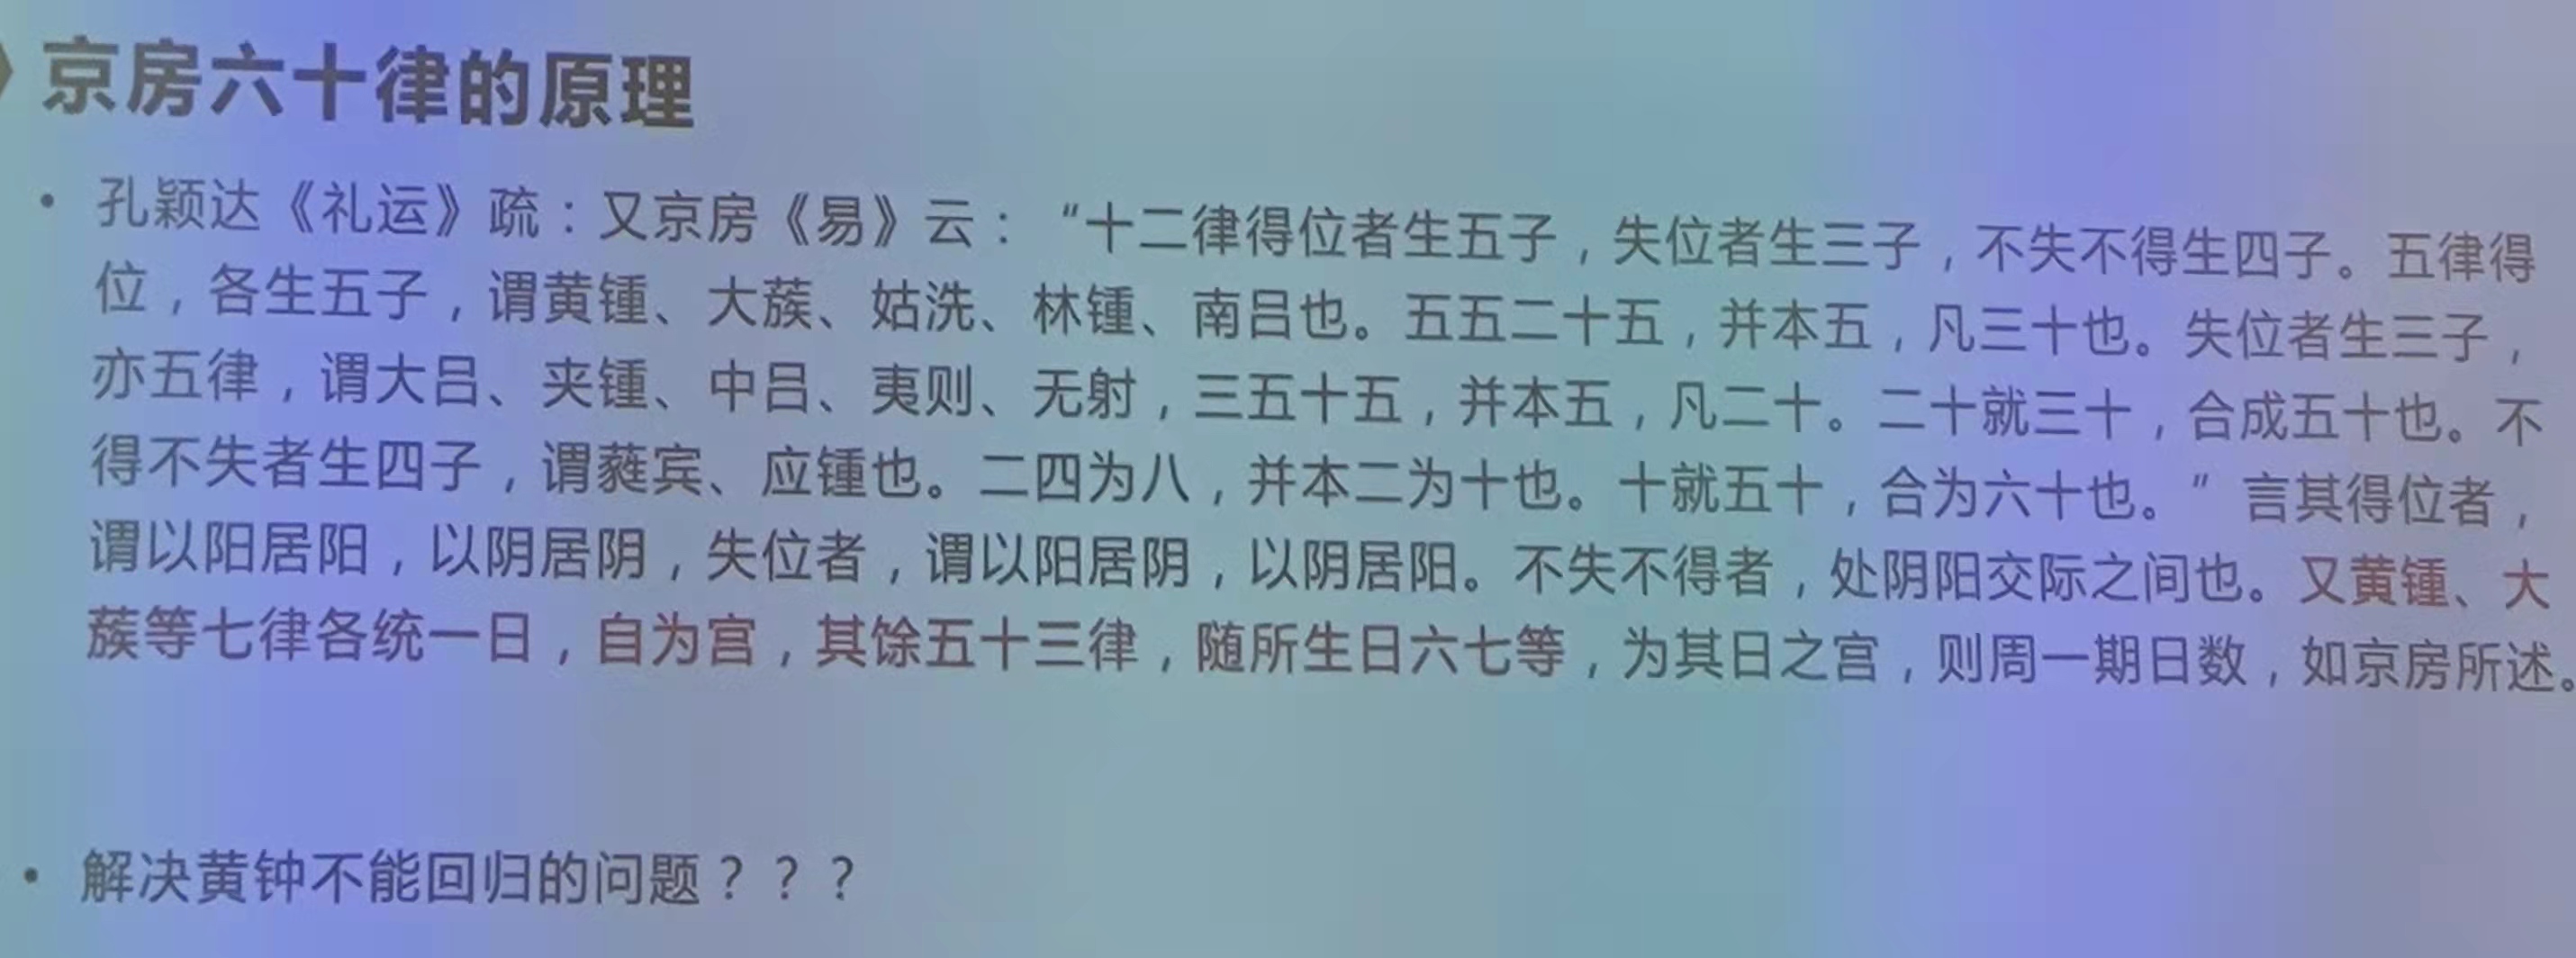 京房六十律的原理
• 孔颖达《礼运》疏：又京房《易》云：“十二律得位者生五子，失位者生三子，不失不得生四子。五律得
位，各生五子，谓黄锺、大蔟、姑洗、林锺、南吕也。五五二十五，并本五，凡三十也。失位者生三子，
亦五律，谓大吕、夹锺、中吕、夷则、无射，三五十五，并本五，凡二十。二十就三十，合成五十也。不
得不失者生四子，谓蕤宾、应锺也。二四为八，并本二为十也。十就五十，合为六十也。”言其得位者，
谓以阳居阳，以阴居阴，失位者，谓以阳居阴，以阴居阳。不失不得者，处阴阳交际之间也。又黄锺、大
蔟等七律各统一日，自为宫，其馀五十三律，随所生日六七等，为其日之宫，则周一期日数，如京房所述。
• 解决黄钟不能回归的问题？？？